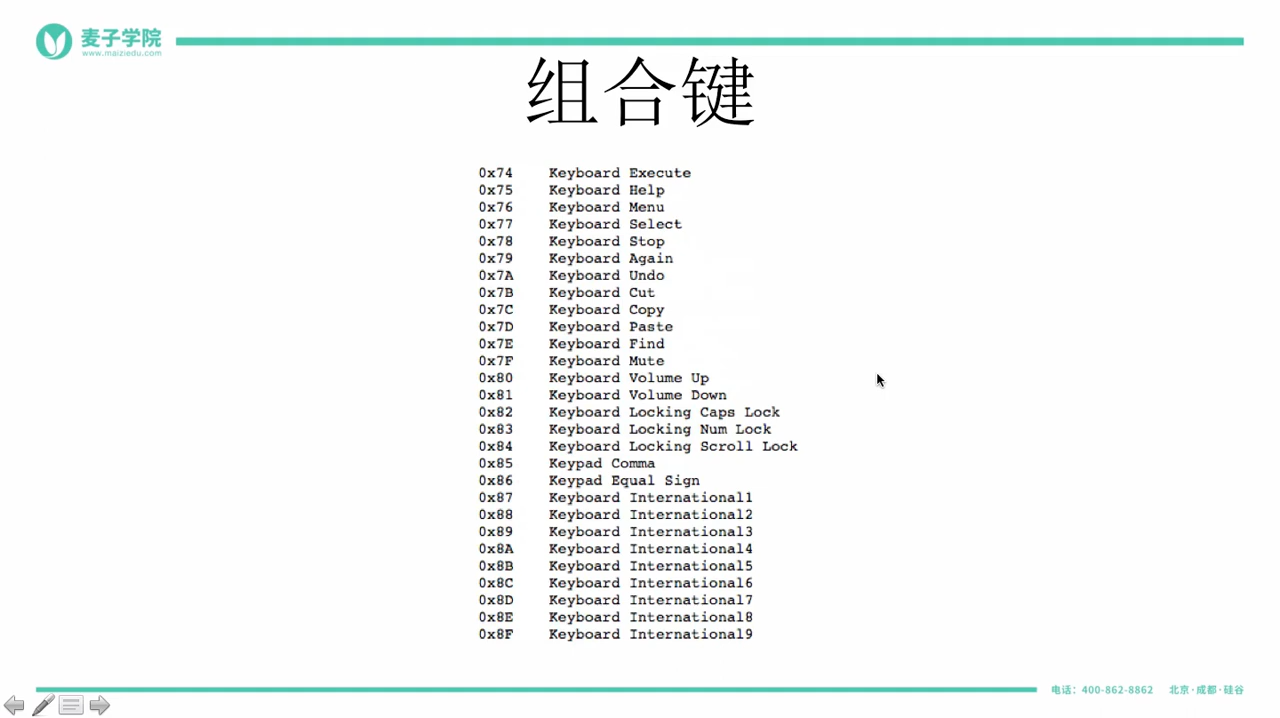 麦子学院
www.maiziedu.com
组合键
0x74 Keyboard Execute
0x75 Keyboard Help
0x76 Keyboard Menu
0x77 Keyboard Select
0x78 Keyboard Stop
0x79 Keyboard Again
0x7A Keyboard Undo
0x7B Keyboard Cut
0x7C Keyboard Copy
0x7D Keyboard Paste
0x7E Keyboard Find
0x7F Keyboard Mute
0x80 Keyboard Volume Up
0x81 Keyboard Volume Down
0x82 Keyboard Locking Caps Lock
0x83 Keyboard Locking Num Lock
0x84 Keyboard Locking Scroll Lock
0x85 Keypad Comma
0x86 Keypad Equal Sign
0x87 Keyboard International1
0x88 Keyboard International2
0x89 Keyboard International3
0x8A Keyboard International4
0x8B Keyboard International5
0x8C Keyboard International6
0x8D Keyboard International7
0x8E Keyboard International8
0x8F Keyboard International9
电话：400-862-8862 北京·成都·硅谷